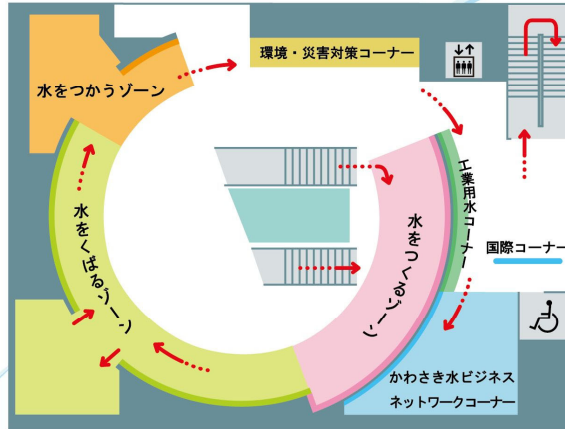 環境・災害対策コーナー
水をつかうゾーン
工業用水コーナー
水をくばるゾーン
水をつくるゾーン
国際コーナー
かわさき水ビジネス
ネットワークコーナー